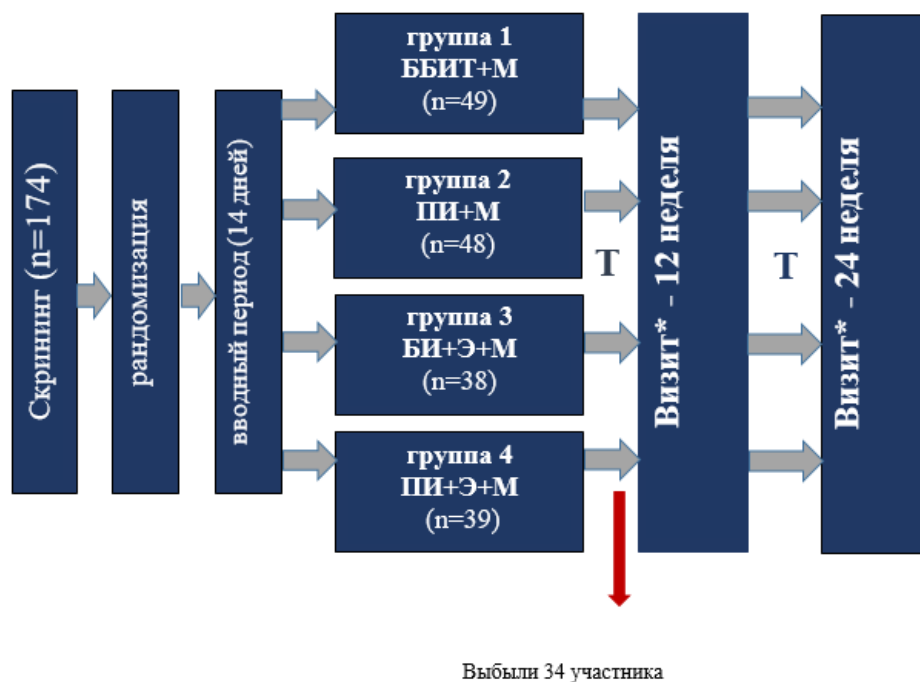 Скрининг (n=174)
рандомизация
вводный период (14 дней)
группа 1
ББИТ+М
(n=49)
группа 2
ПИ+М
(n=48)
группа 3
БИ+Э+М
(n=38)
группа 4
ПИ+Э+М
(n=39)
Т
Визит* - 12 неделя
Т
Визит* - 24 неделя
Выбыли 34 участника